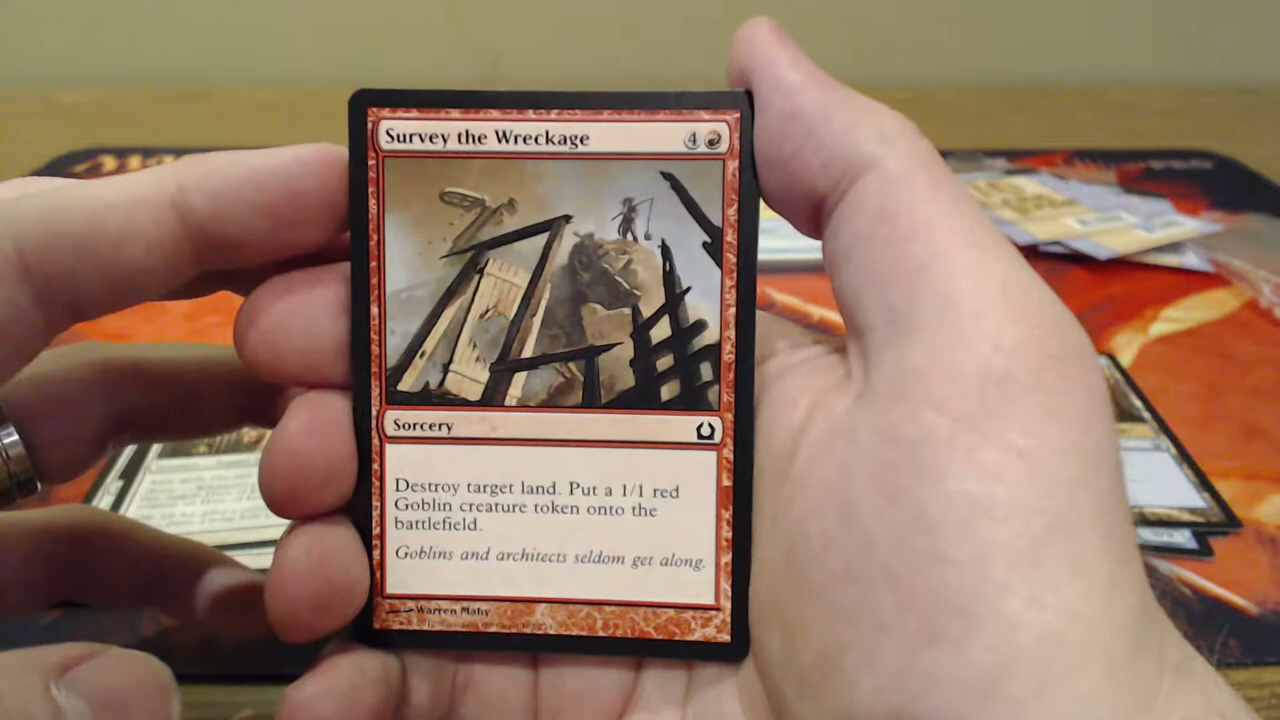 Survey the Wreckage 4
Sorcery
Destroy target land. Put a 1/1 red
Goblin creature token onto the
battlefield.
Goblins and architects seldom get along.
Warren Mahy